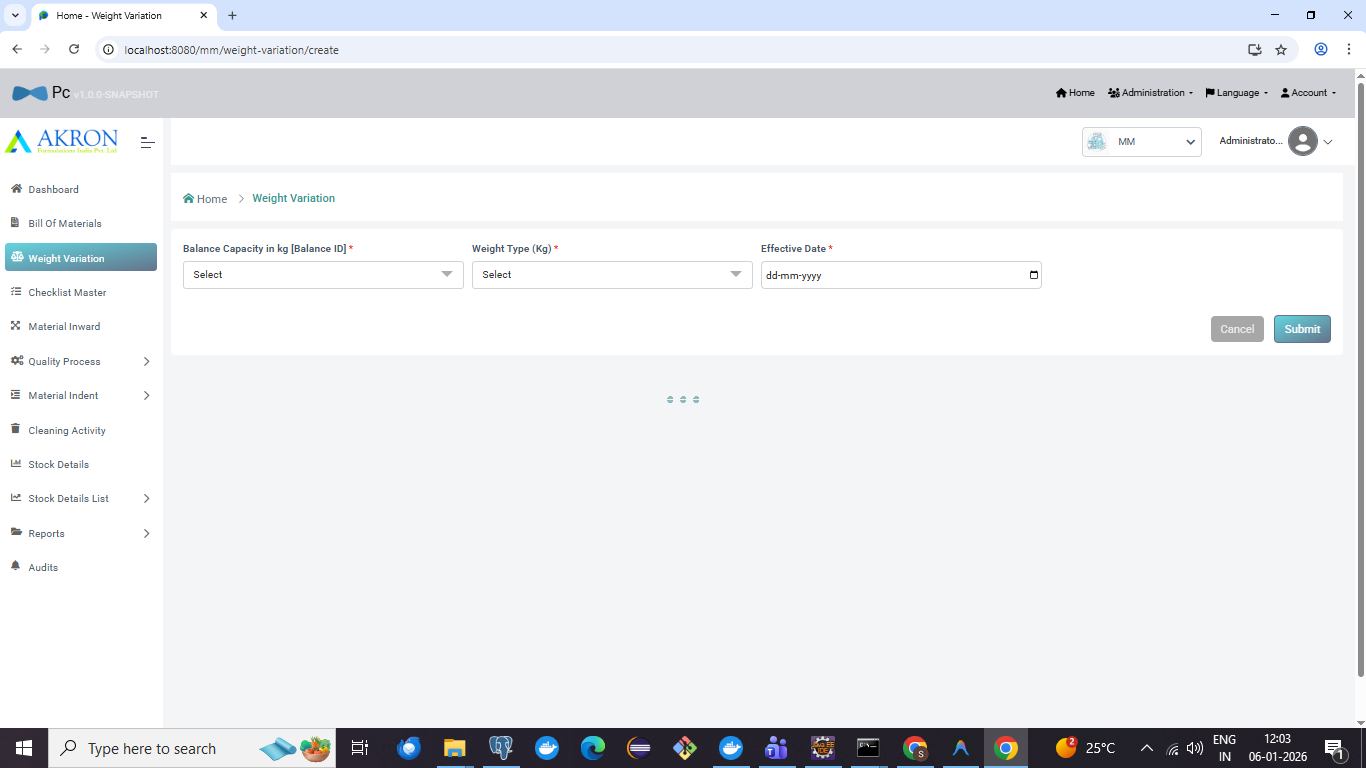 Home - Weight Variation
localhost:8080/mm/weight-variation/create
Pc v1.0.0-SNAPSHOT
Home Administration Language Account
AKRON
Formulations India Pvt Ltd
MM
Administrato...
Home > Weight Variation
Dashboard
Bill Of Materials
Weight Variation
Checklist Master
Material Inward
Quality Process
Material Indent
Cleaning Activity
Stock Details
Stock Details List
Reports
Audits
Balance Capacity in kg [Balance ID] *
Select
Weight Type (Kg) *
Select
Effective Date *
dd-mm-yyyy
Cancel
Submit
Type here to search
25°C
ENG
IN
12:03
06-01-2026